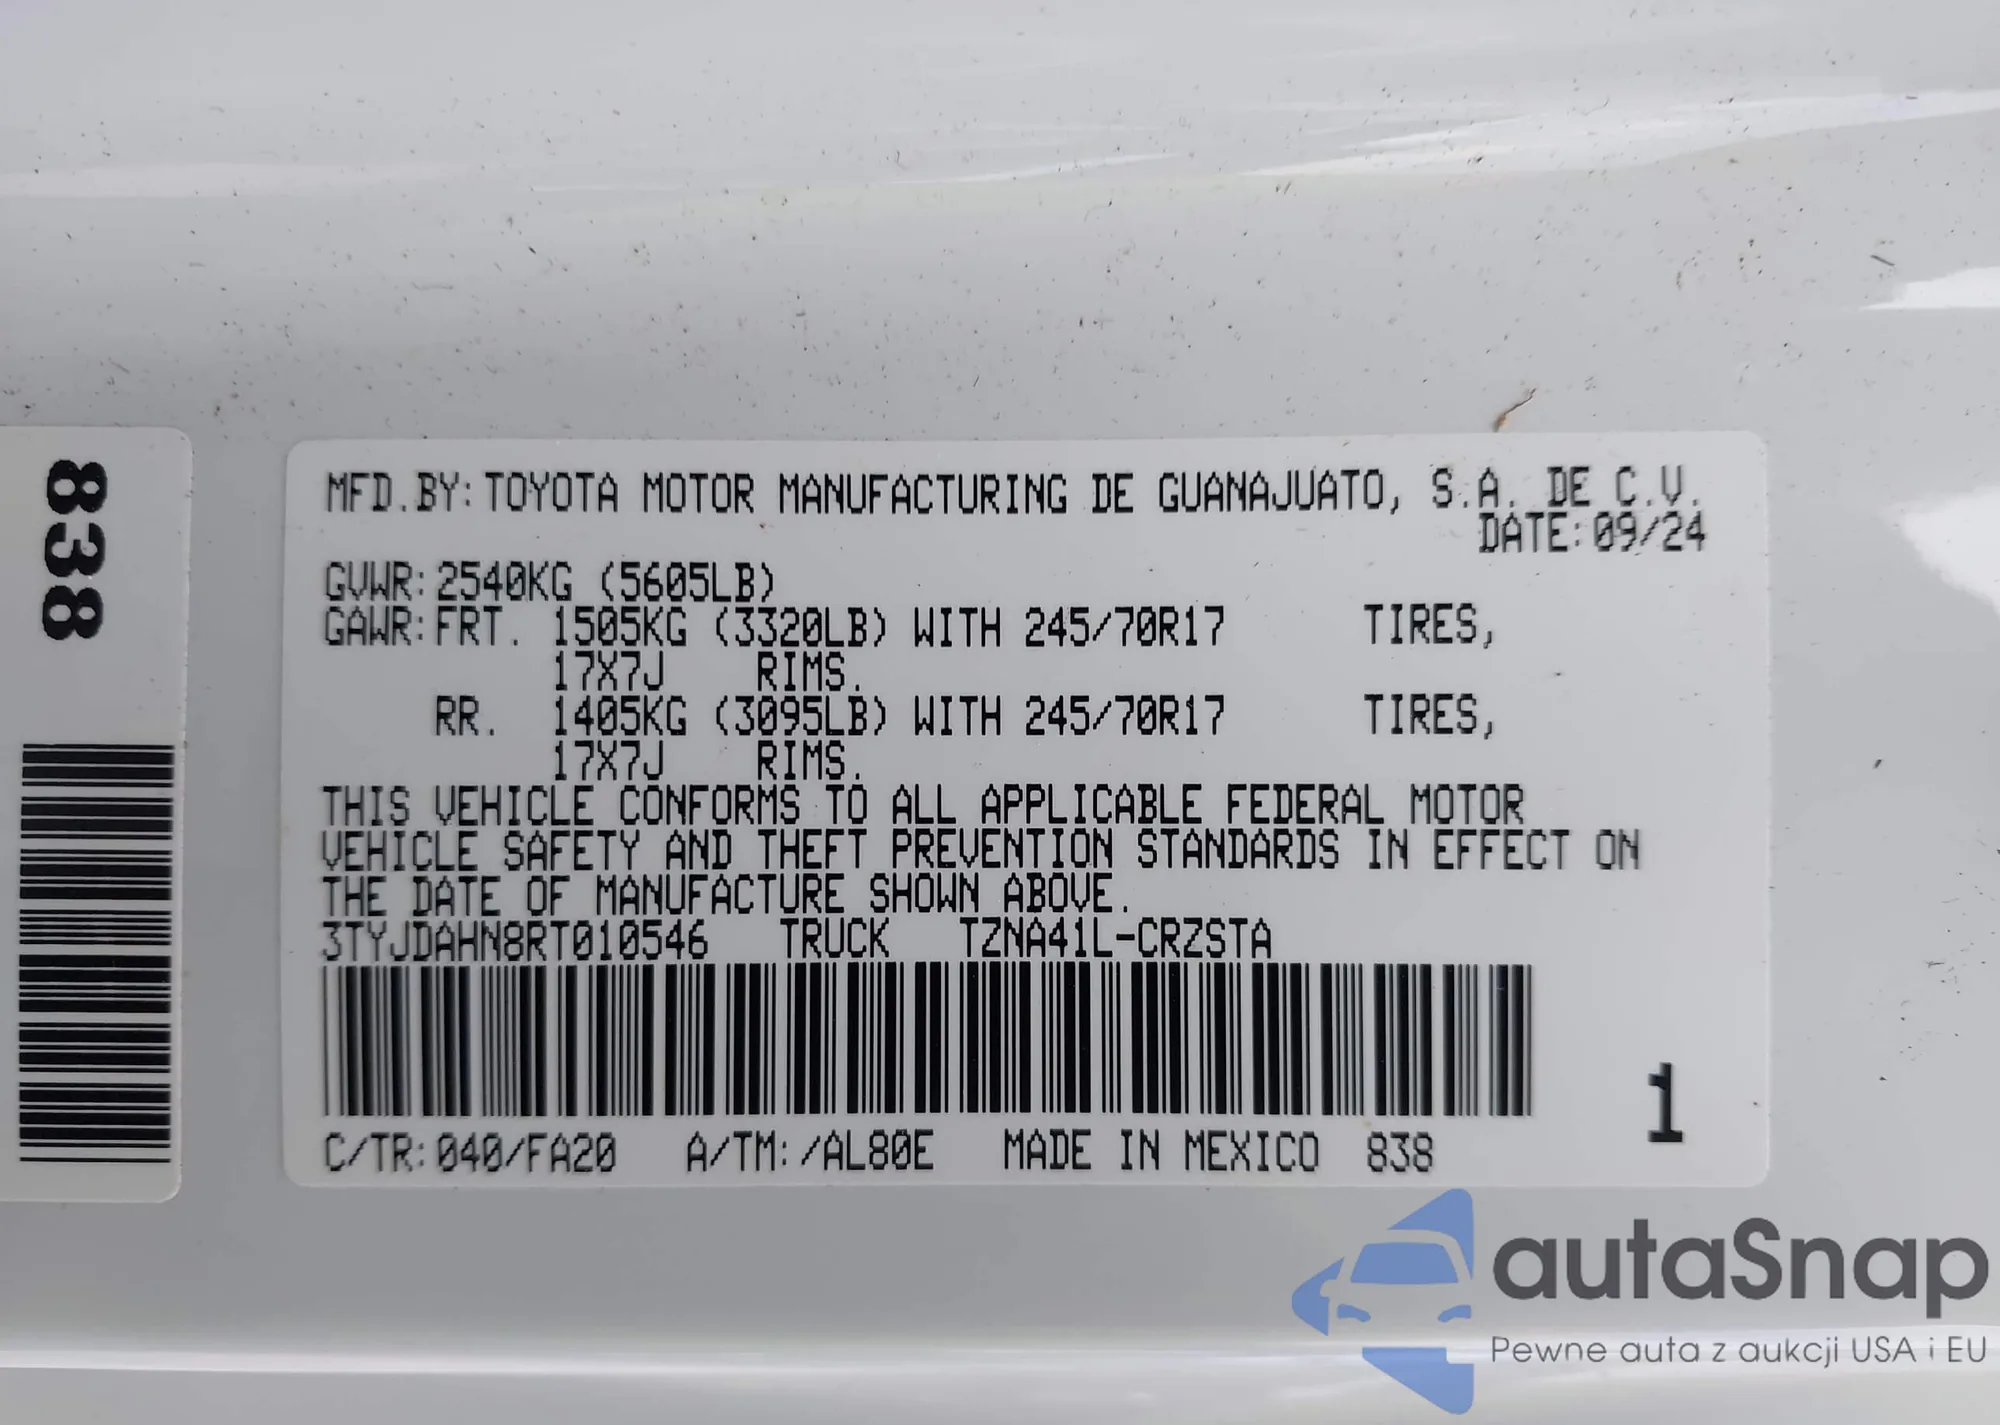 838
MFD.BY: TOYOTA MOTOR MANUFACTURING DE GUANAJUATO, S.A. DE C.V.
DATE: 09/24
GVWR: 2540KG (5605LB)
GAWR: FRT. 1505KG (3320LB) WITH 245/70R17 TIRES,
17X7J RIMS.
RR. 1405KG (3095LB) WITH 245/70R17 TIRES,
17X7J RIMS.
THIS VEHICLE CONFORMS TO ALL APPLICABLE FEDERAL MOTOR
VEHICLE SAFETY AND THEFT PREVENTION STANDARDS IN EFFECT ON
THE DATE OF MANUFACTURE SHOWN ABOVE.
3TYJDAHN8RT010546 TRUCK TZNA41L-CRZSTA
1
C/TR: 040/FA20 A/TM: /AL80E MADE IN MEXICO 838
autaSnap
Pewne auta z aukcji USA i EU